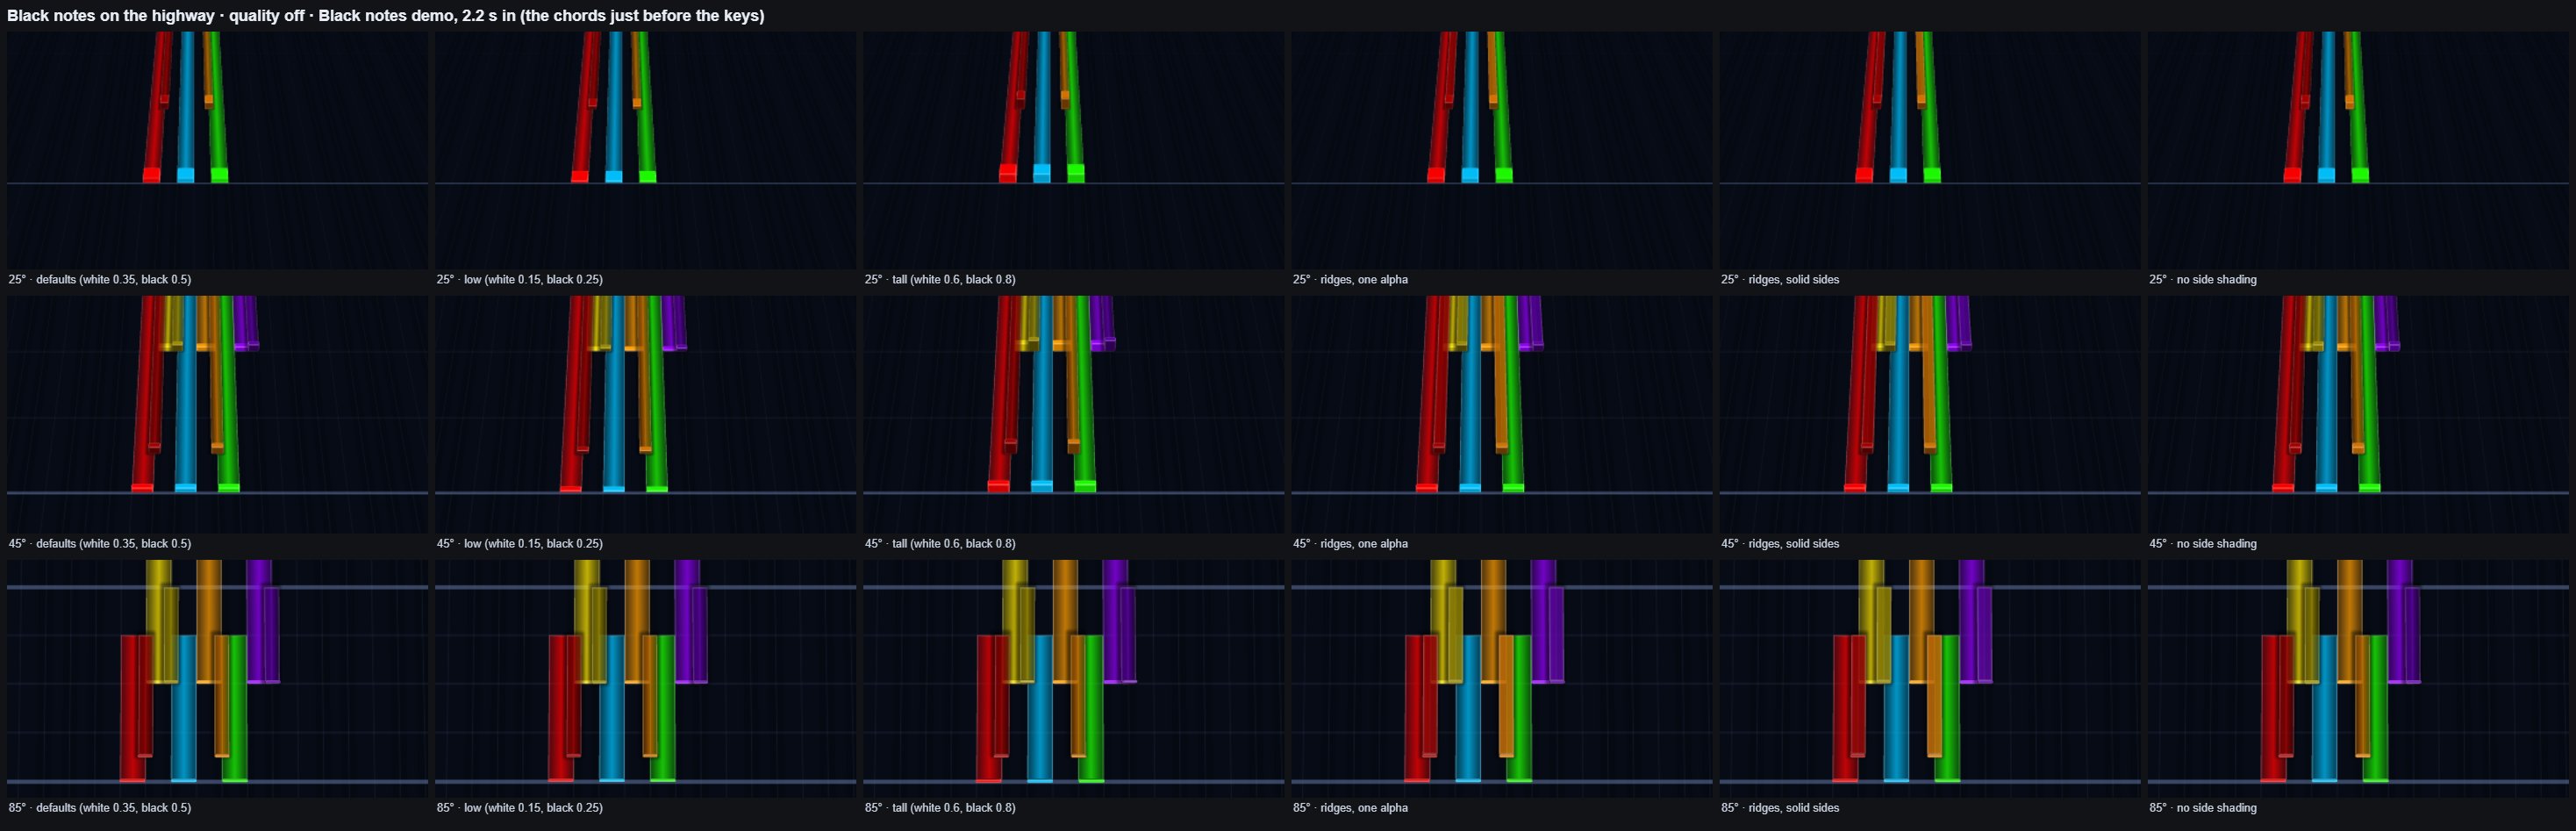 Black notes on the highway · quality off · Black notes demo, 2.2 s in (the chords just before the keys)
25° · defaults (white 0.35, black 0.5)
25° · low (white 0.15, black 0.25)
25° · tall (white 0.6, black 0.8)
25° · ridges, one alpha
25° · ridges, solid sides
25° · no side shading
45° · defaults (white 0.35, black 0.5)
45° · low (white 0.15, black 0.25)
45° · tall (white 0.6, black 0.8)
45° · ridges, one alpha
45° · ridges, solid sides
45° · no side shading
85° · defaults (white 0.35, black 0.5)
85° · low (white 0.15, black 0.25)
85° · tall (white 0.6, black 0.8)
85° · ridges, one alpha
85° · ridges, solid sides
85° · no side shading